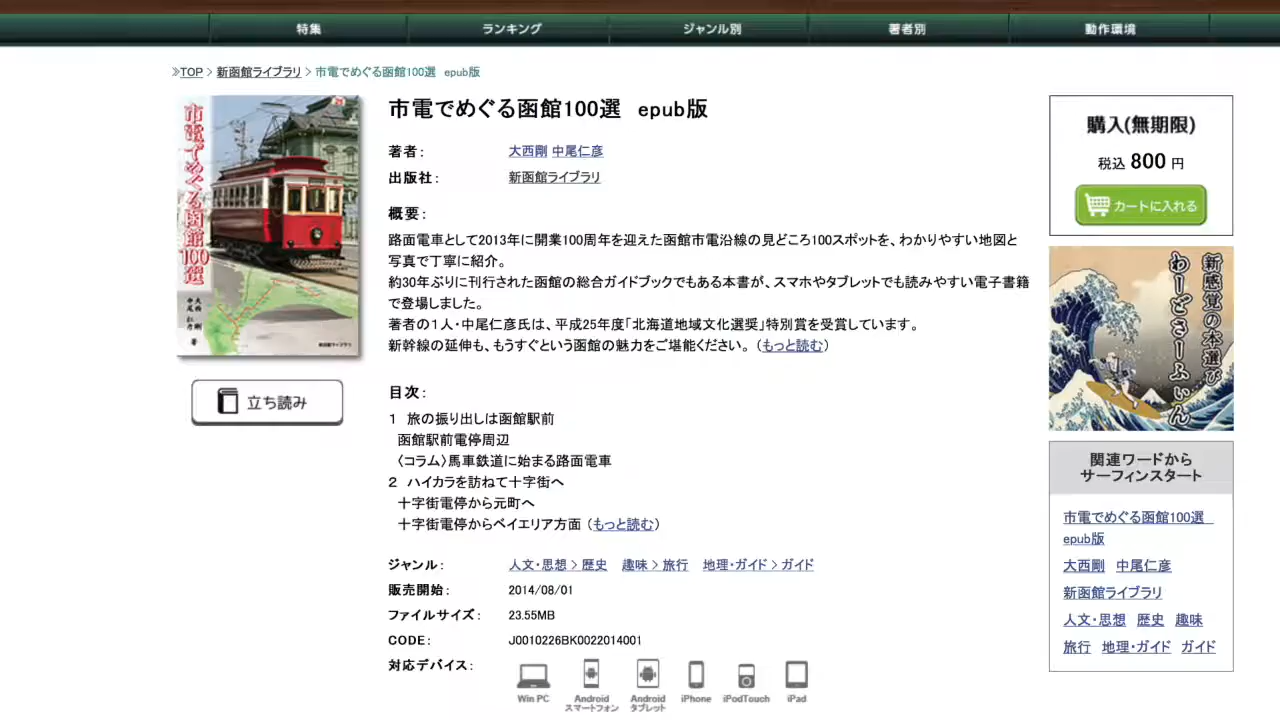 特集 ランキング ジャンル別 著者別 動作環境
≫TOP > 新函館ライブラリ > 市電でめぐる函館100選 epub版
市電でめぐる函館100選
大西 剛
中尾 仁彦 著
新函館ライブラリ
立ち読み
市電でめぐる函館100選 epub版
著者： 大西剛 中尾仁彦
出版社： 新函館ライブラリ
概要：
路面電車として2013年に開業100周年を迎えた函館市電沿線の見どころ100スポットを、わかりやすい地図と
写真で丁寧に紹介。
約30年ぶりに刊行された函館の総合ガイドブックでもある本書が、スマホやタブレットでも読みやすい電子書籍
で登場しました。
著者の１人・中尾仁彦氏は、平成25年度「北海道地域文化選奨」特別賞を受賞しています。
新幹線の延伸も、もうすぐという函館の魅力をご堪能ください。（もっと読む）
目次：
１ 旅の振り出しは函館駅前
函館駅前電停周辺
〈コラム〉馬車鉄道に始まる路面電車
２ ハイカラを訪ねて十字街へ
十字街電停から元町へ
十字街電停からベイエリア方面（もっと読む）
ジャンル： 人文・思想 > 歴史 趣味 > 旅行 地理・ガイド > ガイド
販売開始： 2014/08/01
ファイルサイズ： 23.55MB
CODE： J0010226BK0022014001
対応デバイス：
Win PC Android スマートフォン Android タブレット iPhone iPodTouch iPad
購入(無期限)
税込 800 円
カートに入れる
新感覚の本選び
わーどさーふぃん
関連ワードから
サーフィンスタート
市電でめぐる函館100選
epub版
大西剛 中尾仁彦
新函館ライブラリ
人文・思想 歴史 趣味
旅行 地理・ガイド ガイド